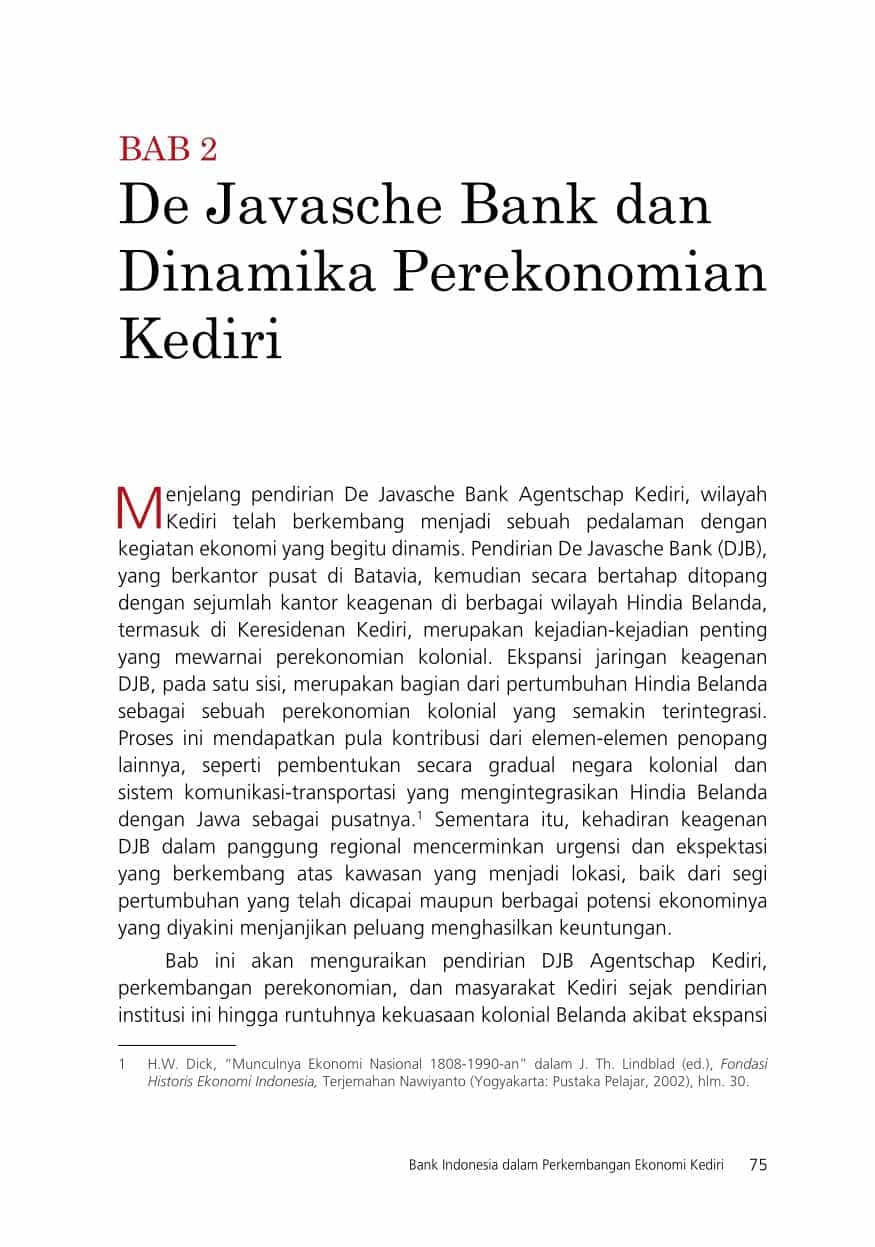 BAB 2
De Javasche Bank dan
Dinamika Perekonomian
Kediri
Menjelang pendirian De Javasche Bank Agentschap Kediri, wilayah
Kediri telah berkembang menjadi sebuah pedalaman dengan
kegiatan ekonomi yang begitu dinamis. Pendirian De Javasche Bank (DJB),
yang berkantor pusat di Batavia, kemudian secara bertahap ditopang
dengan sejumlah kantor keagenan di berbagai wilayah Hindia Belanda,
termasuk di Keresidenan Kediri, merupakan kejadian-kejadian penting
yang mewarnai perekonomian kolonial. Ekspansi jaringan keagenan
DJB, pada satu sisi, merupakan bagian dari pertumbuhan Hindia Belanda
sebagai sebuah perekonomian kolonial yang semakin terintegrasi.
Proses ini mendapatkan pula kontribusi dari elemen-elemen penopang
lainnya, seperti pembentukan secara gradual negara kolonial dan
sistem komunikasi-transportasi yang mengintegrasikan Hindia Belanda
dengan Jawa sebagai pusatnya.¹ Sementara itu, kehadiran keagenan
DJB dalam panggung regional mencerminkan urgensi dan ekspektasi
yang berkembang atas kawasan yang menjadi lokasi, baik dari segi
pertumbuhan yang telah dicapai maupun berbagai potensi ekonominya
yang diyakini menjanjikan peluang menghasilkan keuntungan.
Bab ini akan menguraikan pendirian DJB Agentschap Kediri,
perkembangan perekonomian, dan masyarakat Kediri sejak pendirian
institusi ini hingga runtuhnya kekuasaan kolonial Belanda akibat ekspansi
1 H.W. Dick, “Munculnya Ekonomi Nasional 1808-1990-an” dalam J. Th. Lindblad (ed.), Fondasi
Historis Ekonomi Indonesia, Terjemahan Nawiyanto (Yogyakarta: Pustaka Pelajar, 2002), hlm. 30.
Bank Indonesia dalam Perkembangan Ekonomi Kediri 75